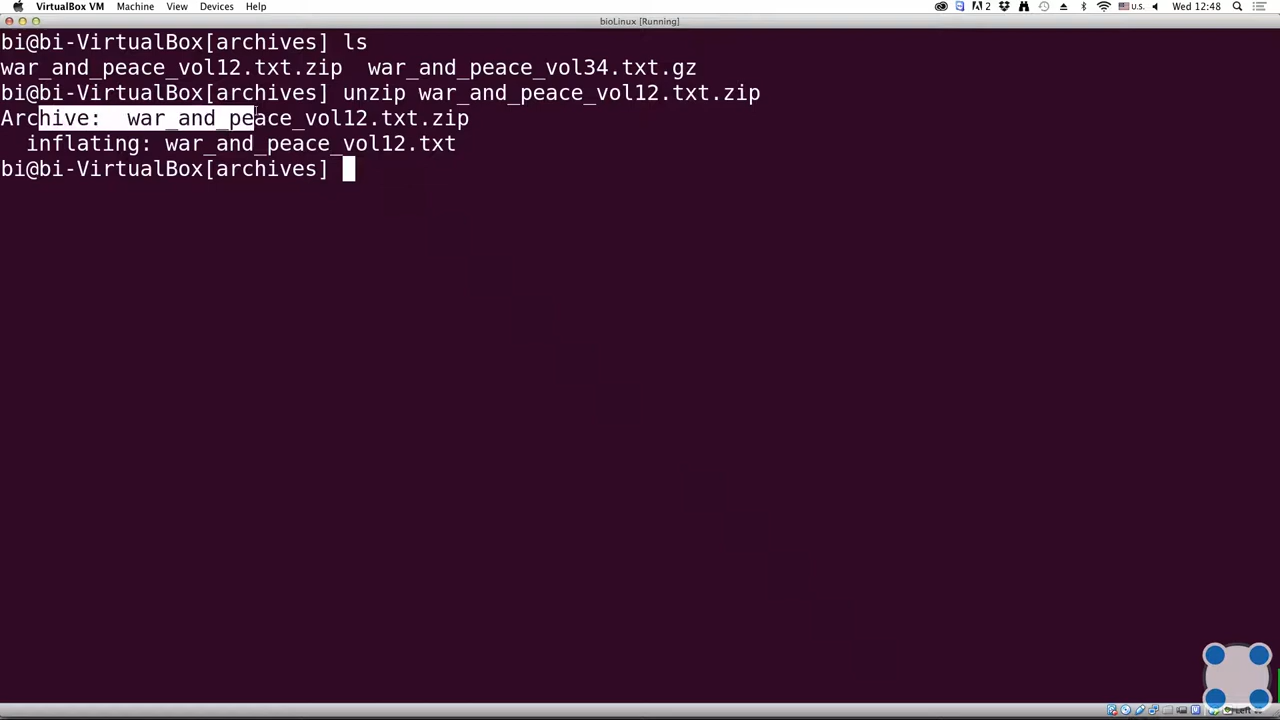 VirtualBox VM Machine View Devices Help 2 U.S. Wed 12:48
bioLinux [Running]
bi@bi-VirtualBox[archives] ls
war_and_peace_vol12.txt.zip  war_and_peace_vol34.txt.gz
bi@bi-VirtualBox[archives] unzip war_and_peace_vol12.txt.zip
Archive:  war_and_peace_vol12.txt.zip
  inflating: war_and_peace_vol12.txt
bi@bi-VirtualBox[archives]
Left